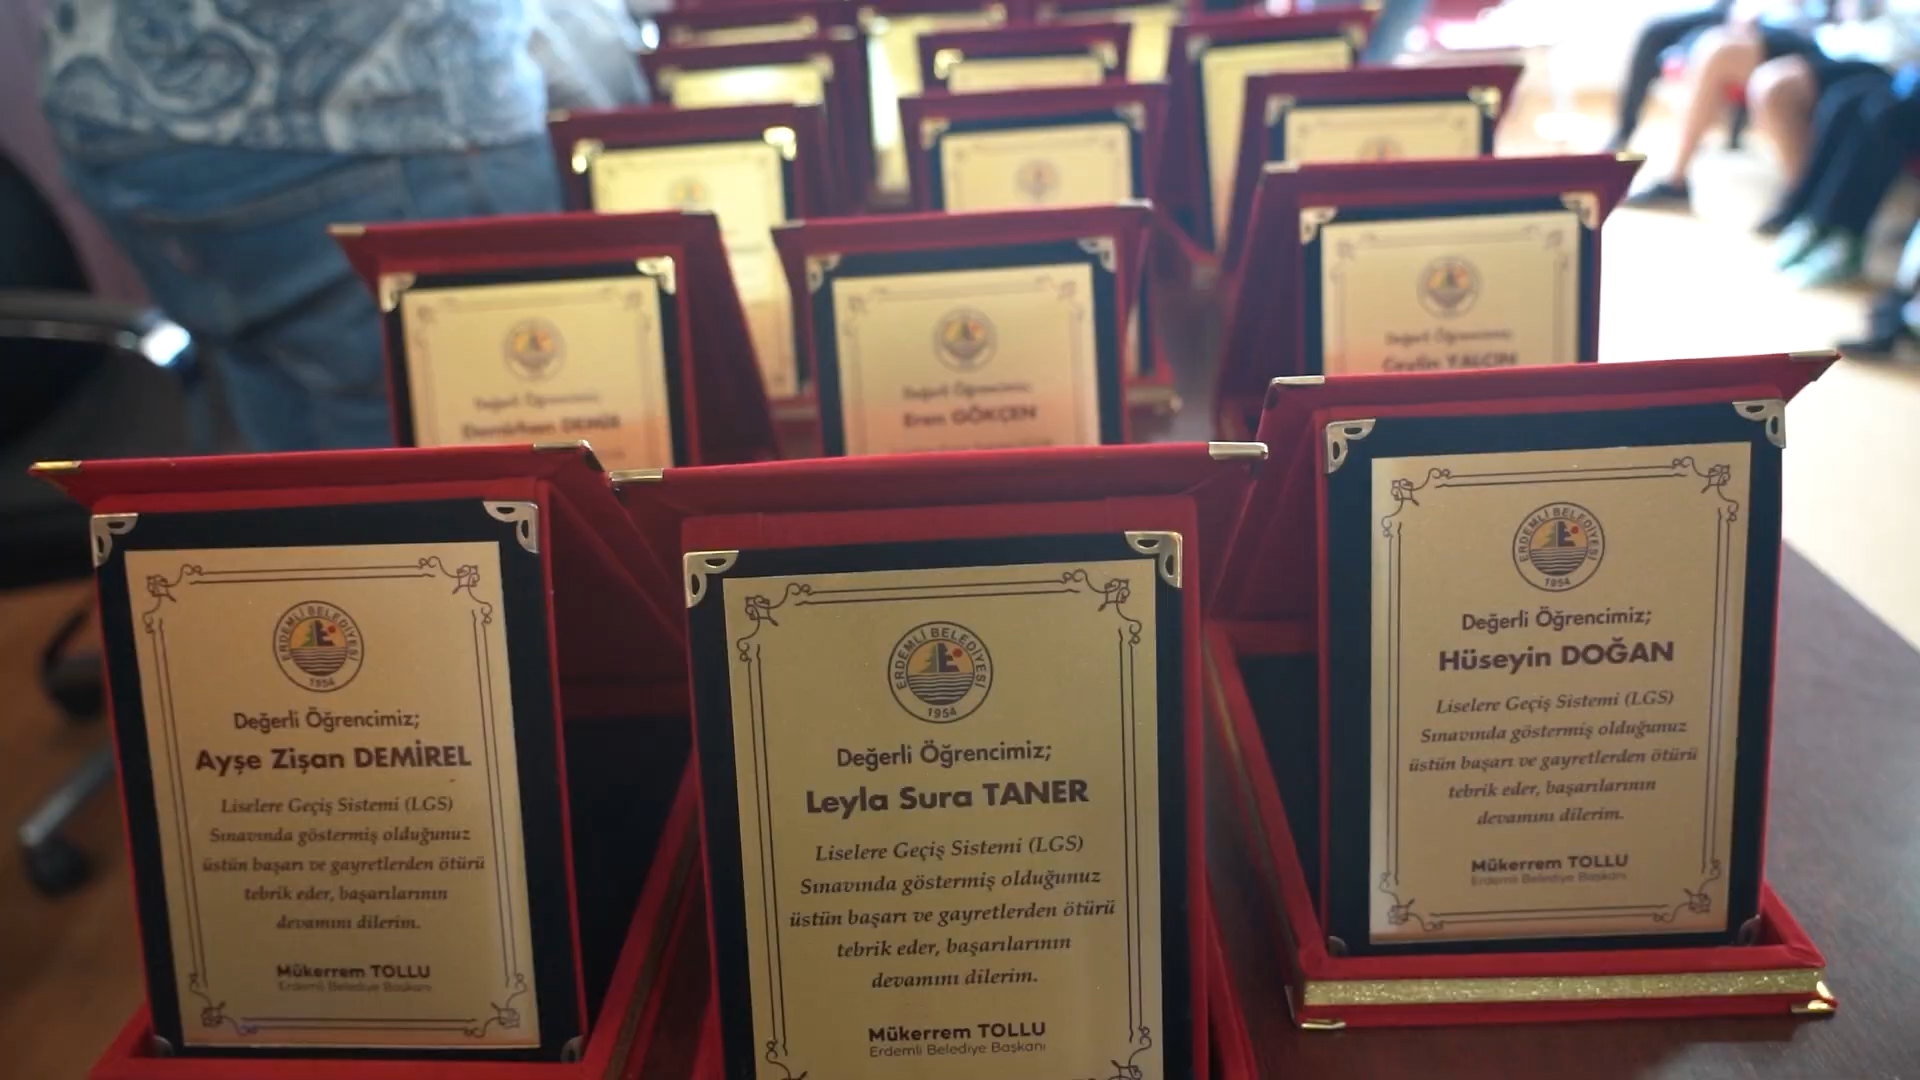 Değerli Öğrencimiz;
Eren GÖKÇEN
Değerli Öğrencimiz;
Değerli Öğrencimiz;
YALÇIN
DEMİR
ERDEMLİ BELEDİYESİ
1954
Değerli Öğrencimiz;
Ayşe Zişan DEMİREL
Liselere Geçiş Sistemi (LGS)
Sınavında göstermiş olduğunuz
üstün başarı ve gayretlerden ötürü
tebrik eder, başarılarının
devamını dilerim.
Mükerrem TOLLU
Erdemli Belediye Başkanı
ERDEMLİ BELEDİYESİ
1954
Değerli Öğrencimiz;
Leyla Sura TANER
Liselere Geçiş Sistemi (LGS)
Sınavında göstermiş olduğunuz
üstün başarı ve gayretlerden ötürü
tebrik eder, başarılarının
devamını dilerim.
Mükerrem TOLLU
Erdemli Belediye Başkanı
ERDEMLİ BELEDİYESİ
1954
Değerli Öğrencimiz;
Hüseyin DOĞAN
Liselere Geçiş Sistemi (LGS)
Sınavında göstermiş olduğunuz
üstün başarı ve gayretlerden ötürü
tebrik eder, başarılarının
devamını dilerim.
Mükerrem TOLLU
Erdemli Belediye Başkanı